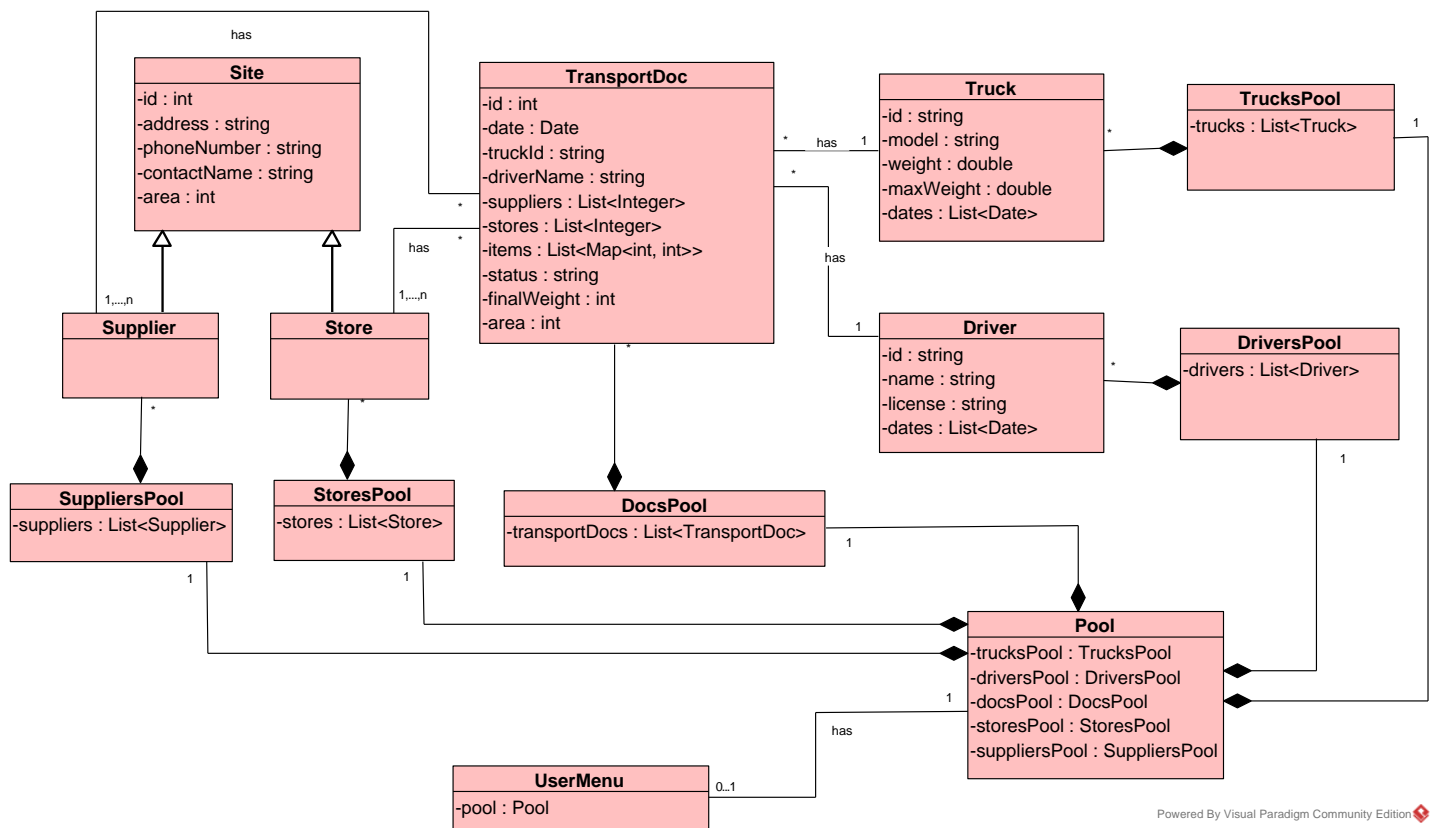 has
Site
-id : int
-address : string
-phoneNumber : string
-contactName : string
-area : int
TransportDoc
-id : int
-date : Date
-truckId : string
-driverName : string
-suppliers : List<Integer>
-stores : List<Integer>
-items : List<Map<int, int>>
-status : string
-finalWeight : int
-area : int
*
has
1
*
Truck
-id : string
-model : string
-weight : double
-maxWeight : double
-dates : List<Date>
*
TrucksPool
-trucks : List<Truck>
1
*
has
*
has
1,...,n
1,...,n
1
Supplier
Store
Driver
-id : string
-name : string
-license : string
-dates : List<Date>
*
DriversPool
-drivers : List<Driver>
1
*
*
*
SuppliersPool
-suppliers : List<Supplier>
1
StoresPool
-stores : List<Store>
1
DocsPool
-transportDocs : List<TransportDoc>
1
Pool
-trucksPool : TrucksPool
-driversPool : DriversPool
-docsPool : DocsPool
-storesPool : StoresPool
-suppliersPool : SuppliersPool
1
has
0...1
UserMenu
-pool : Pool
Powered By Visual Paradigm Community Edition